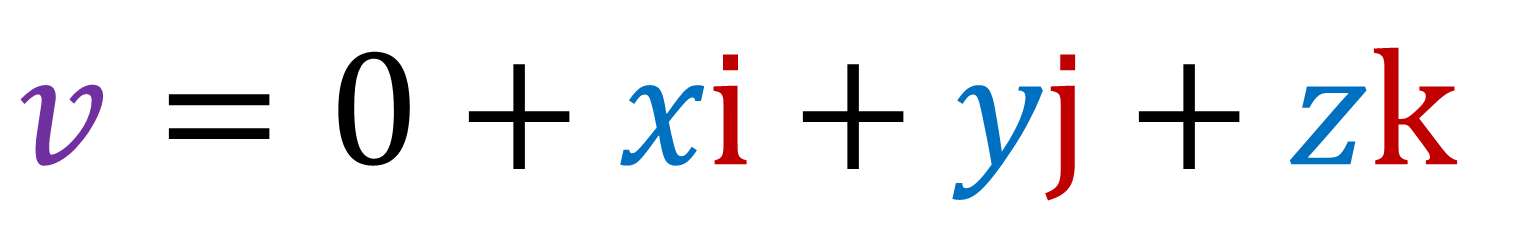 v = 0 + xi + yj + zk